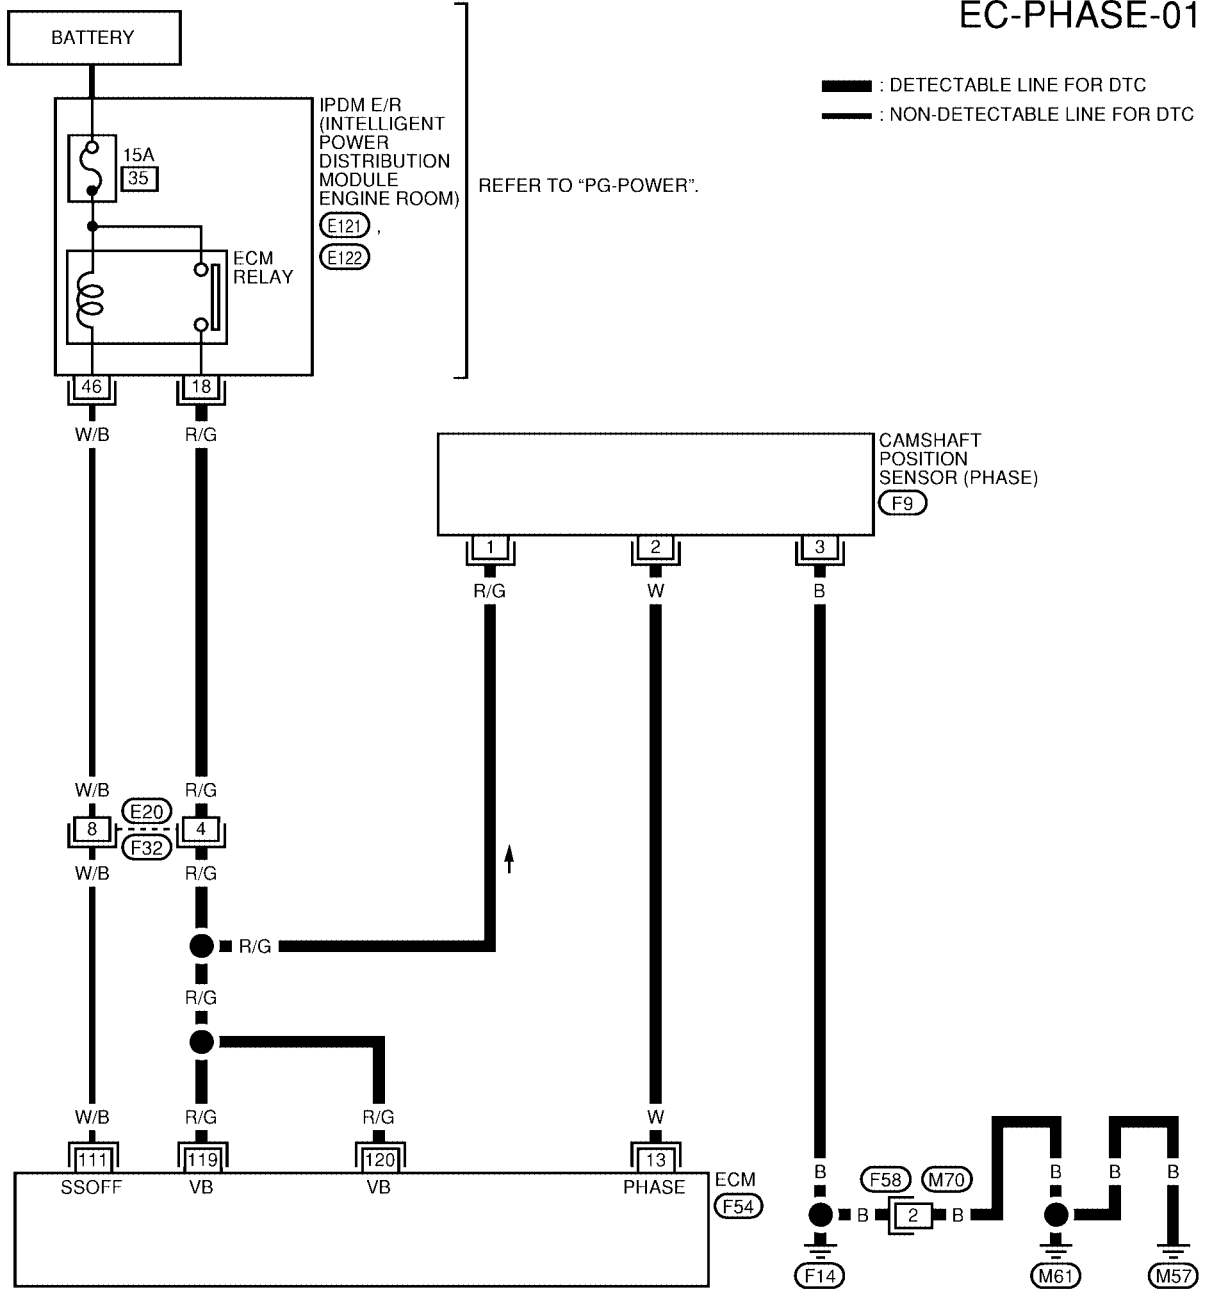 EC-PHASE-01
BATTERY
: DETECTABLE LINE FOR DTC
: NON-DETECTABLE LINE FOR DTC
IPDM E/R
(INTELLIGENT
POWER
DISTRIBUTION
MODULE
ENGINE ROOM)
E121 ,
E122
15A
35
REFER TO “PG-POWER”.
ECM
RELAY
46 18
W/B R/G
CAMSHAFT
POSITION
SENSOR (PHASE)
F9
1 2 3
R/G W B
W/B R/G
E20
8 4
F32
W/B R/G
R/G
R/G
W/B R/G R/G W
111 119 120 13
SSOFF VB VB PHASE
ECM
F54
B B B B
F58 M70
B 2 B
F14 M61 M57